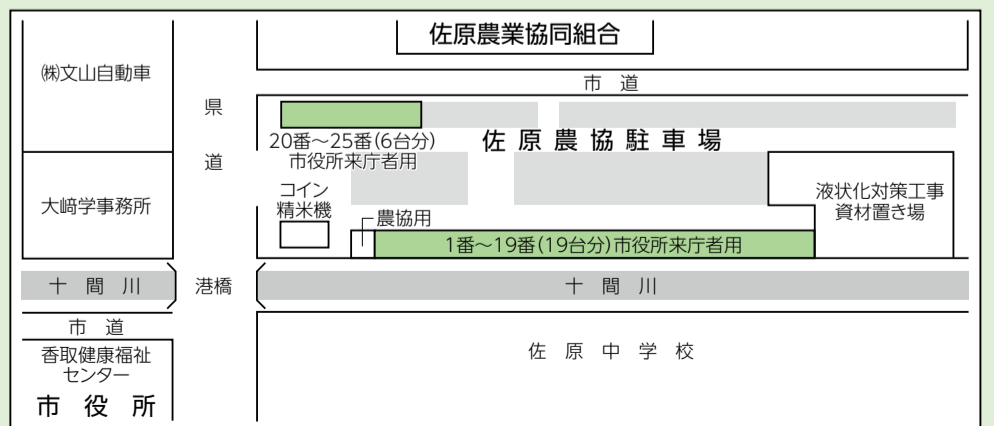 佐原農業協同組合
㈱文山自動車
市道
県道
20番～25番(6台分)
市役所来庁者用
佐原農協駐車場
大﨑学事務所
コイン
精米機
農協用
液状化対策工事
資材置き場
1番～19番(19台分)市役所来庁者用
十間川
港橋
十間川
市道
香取健康福祉
センター
市役所
佐原中学校